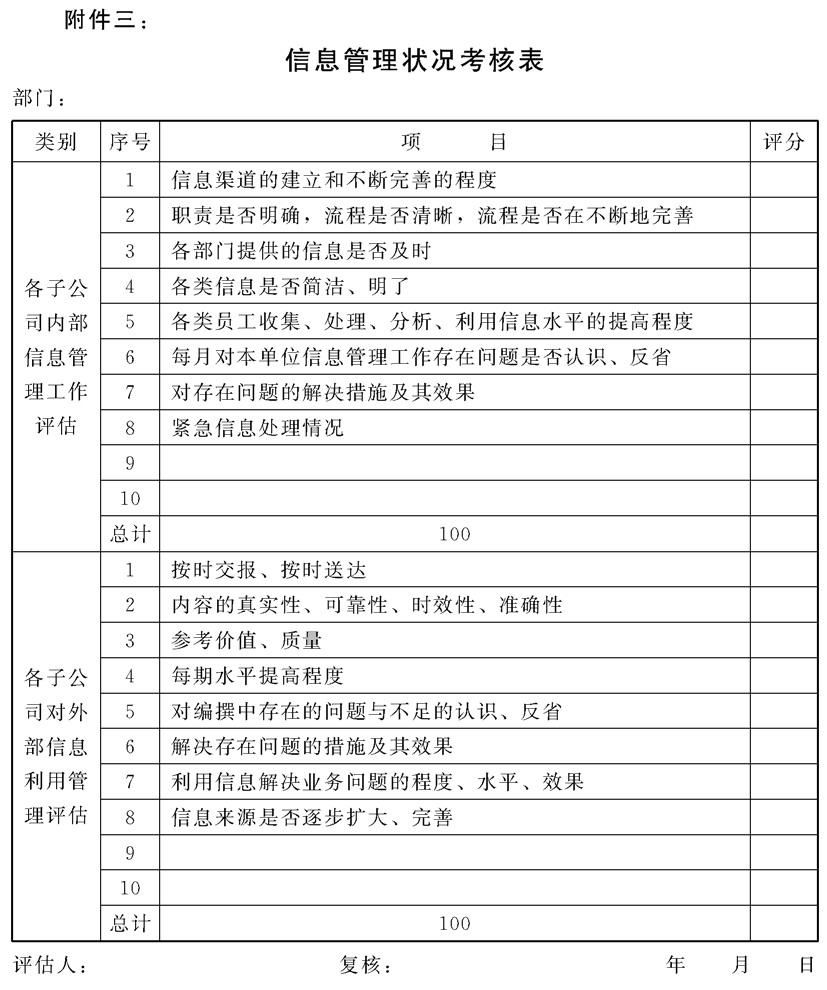 附件三：
信息管理状况考核表
部门：
类别 序号 项 目 评分
各子公司内部信息管理工作评估
1 信息渠道的建立和不断完善的程度
2 职责是否明确，流程是否清晰，流程是否在不断地完善
3 各部门提供的信息是否及时
4 各类信息是否简洁、明了
5 各类员工收集、处理、分析、利用信息水平的提高程度
6 每月对本单位信息管理工作存在问题是否认识、反省
7 对存在问题的解决措施及其效果
8 紧急信息处理情况
9
10
总计 100
各子公司对外部信息利用管理评估
1 按时交报、按时送达
2 内容的真实性、可靠性、时效性、准确性
3 参考价值、质量
4 每期水平提高程度
5 对编撰中存在的问题与不足的认识、反省
6 解决存在问题的措施及其效果
7 利用信息解决业务问题的程度、水平、效果
8 信息来源是否逐步扩大、完善
9
10
总计 100
评估人： 复核： 年 月 日